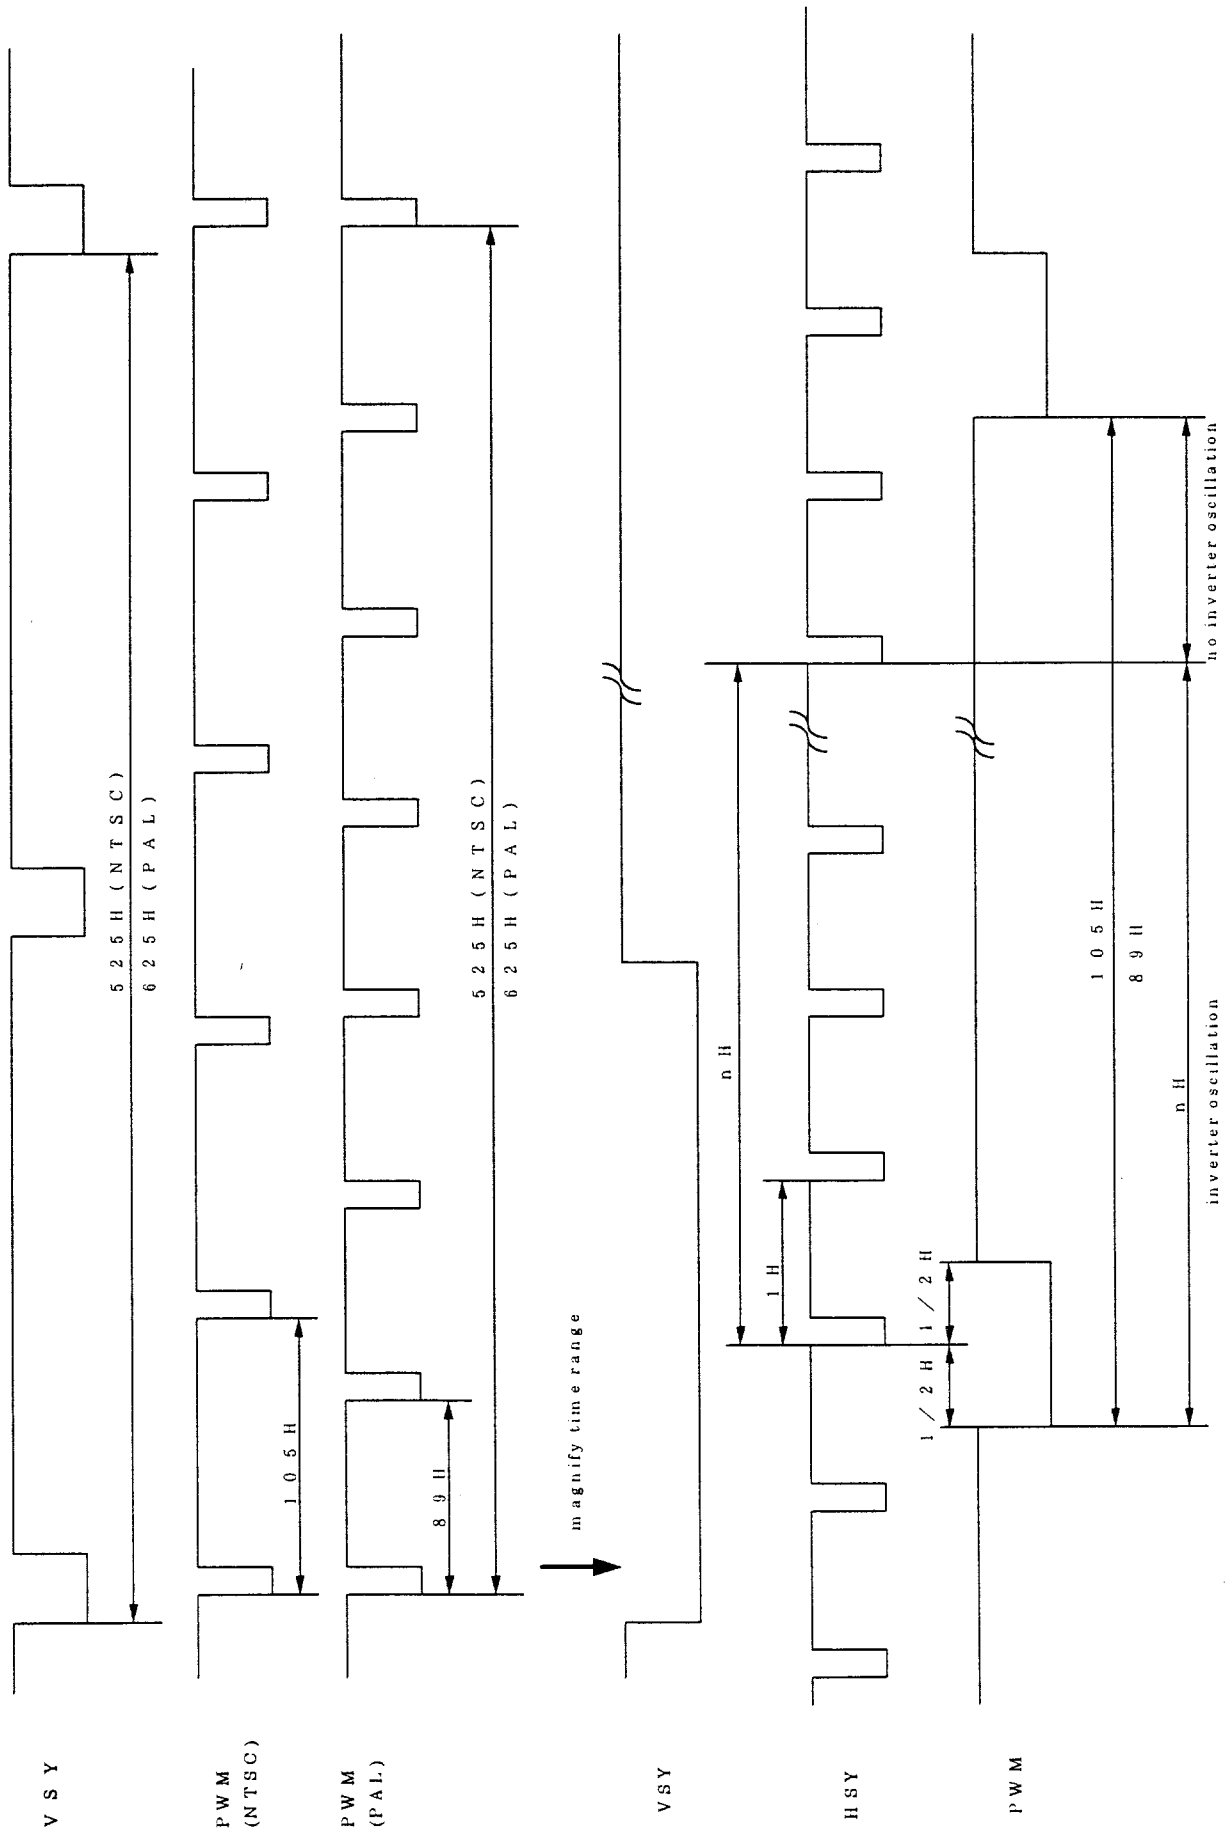 VSY
525H(NTSC)
625H(PAL)
PWM
(NTSC)
105H
PWM
(PAL)
89H
525H(NTSC)
625H(PAL)
magnify time range
VSY
nH
HSY
1H
1/2H
1/2H
PWM
105H
89H
nH
inverter oscillation
no inverter oscillation